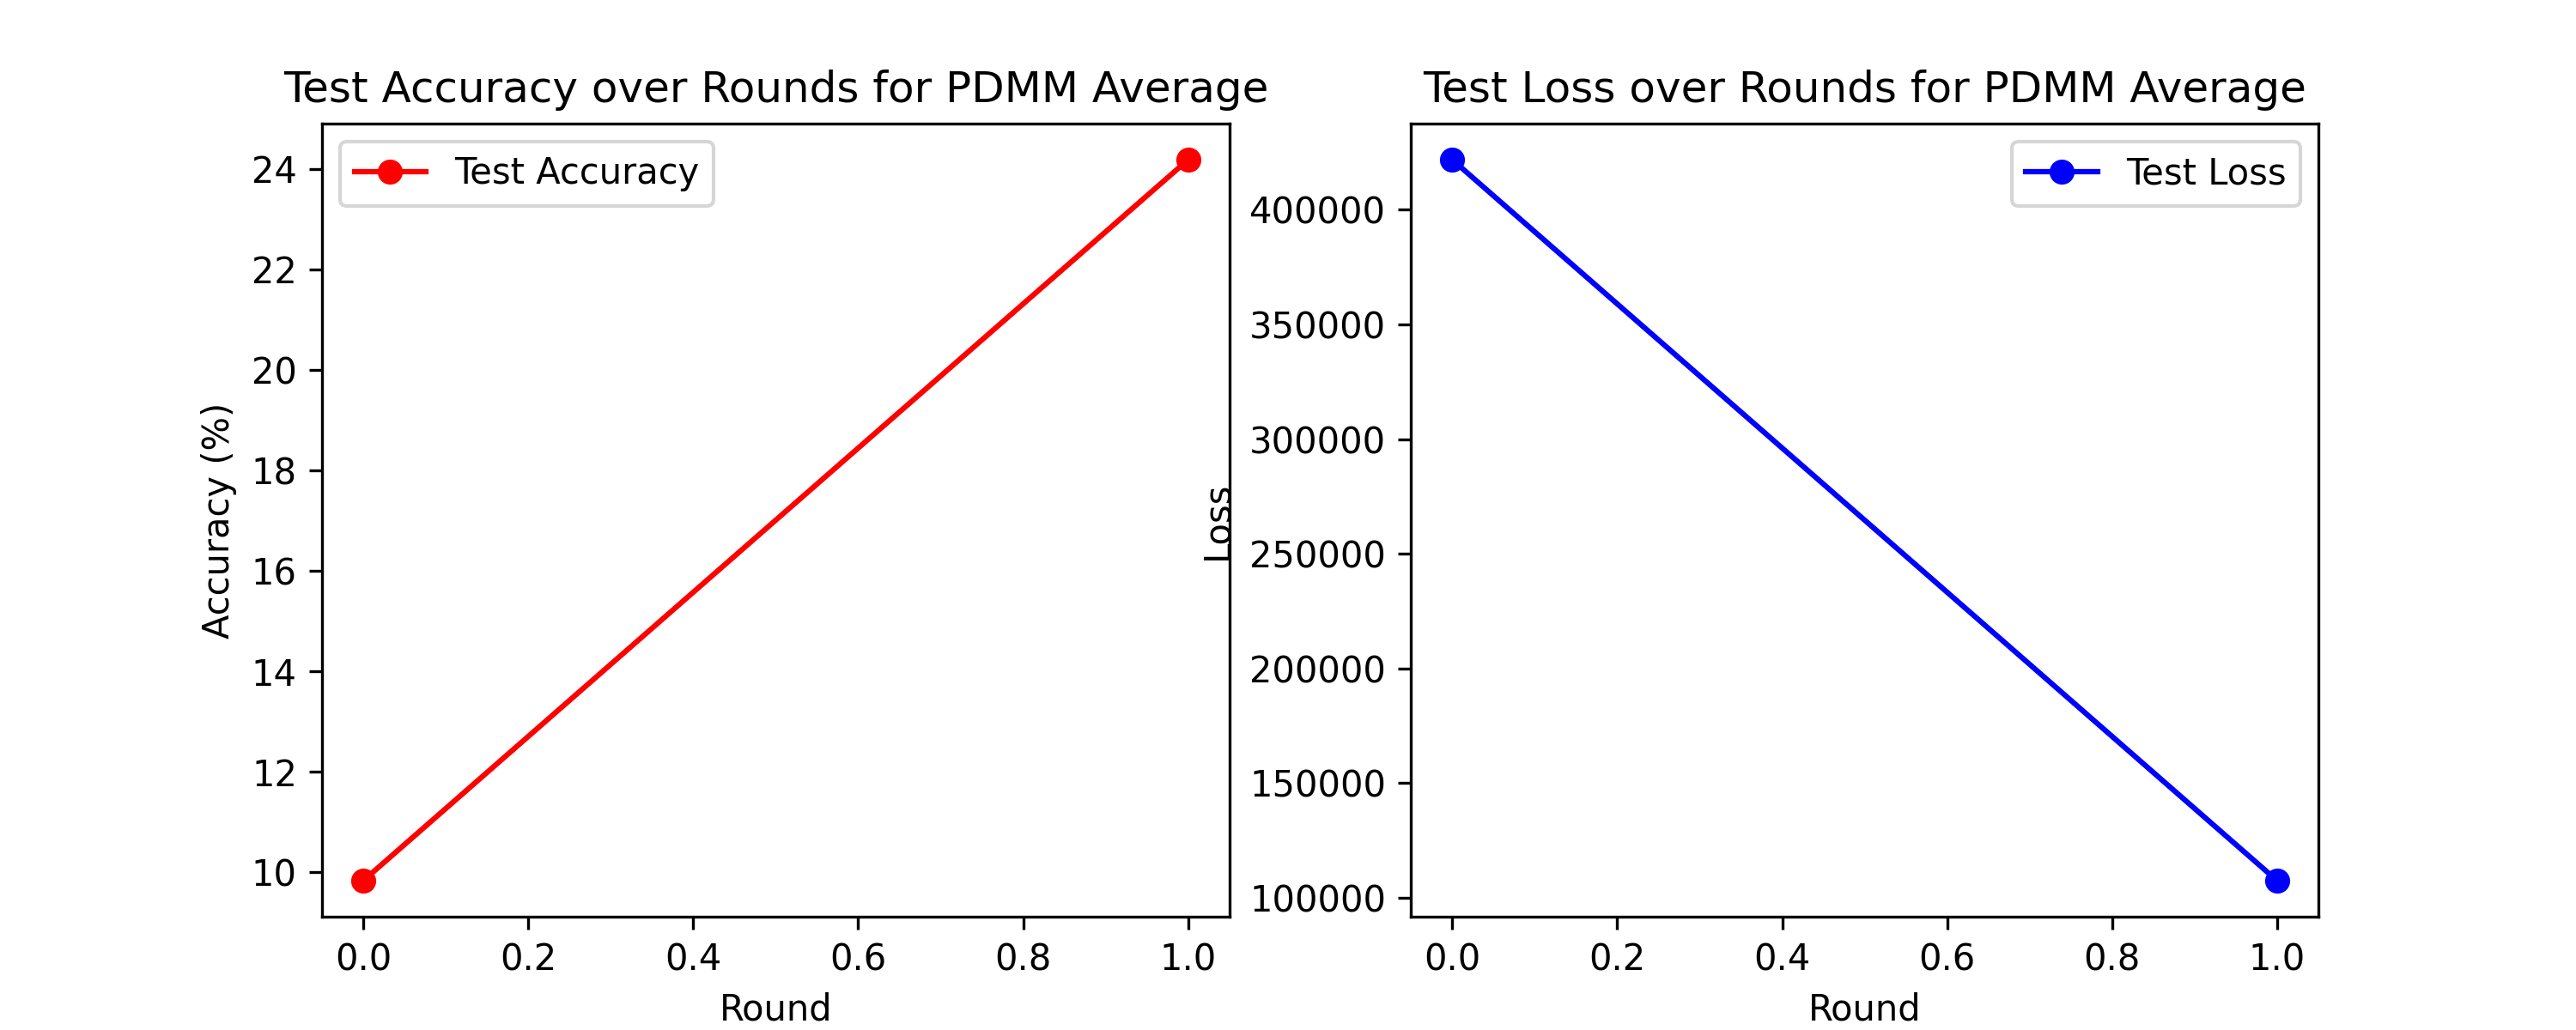 Test Accuracy over Rounds for PDMM Average
Test Accuracy
24
22
20
18
16
14
12
10
Accuracy (%)
0.0 0.2 0.4 0.6 0.8 1.0
Round
Test Loss over Rounds for PDMM Average
Test Loss
400000
350000
300000
250000
200000
150000
100000
Loss
0.0 0.2 0.4 0.6 0.8 1.0
Round